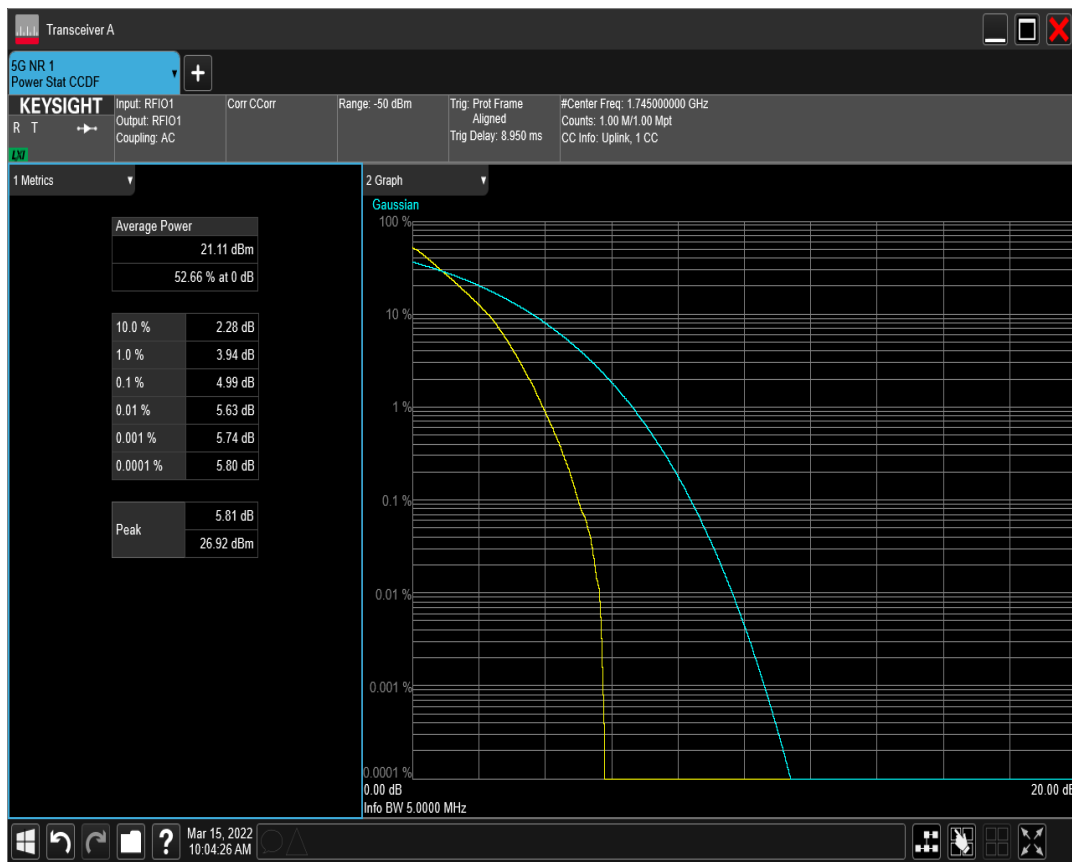 Transceiver A
5G NR 1
Power Stat CCDF
KEYSIGHT
R T
LXI
Input: RFIO1
Output: RFIO1
Coupling: AC
Corr CCorr
Range: -50 dBm
Trig: Prot Frame
Aligned
Trig Delay: 8.950 ms
#Center Freq: 1.745000000 GHz
Counts: 1.00 M/1.00 Mpt
CC Info: Uplink, 1 CC
1 Metrics
Average Power
21.11 dBm
52.66 % at 0 dB
10.0 % 2.28 dB
1.0 % 3.94 dB
0.1 % 4.99 dB
0.01 % 5.63 dB
0.001 % 5.74 dB
0.0001 % 5.80 dB
Peak 5.81 dB
26.92 dBm
2 Graph
Gaussian
100 %
10 %
1 %
0.1 %
0.01 %
0.001 %
0.0001 %
0.00 dB 20.00 dB
Info BW 5.0000 MHz
? Mar 15, 2022
10:04:26 AM